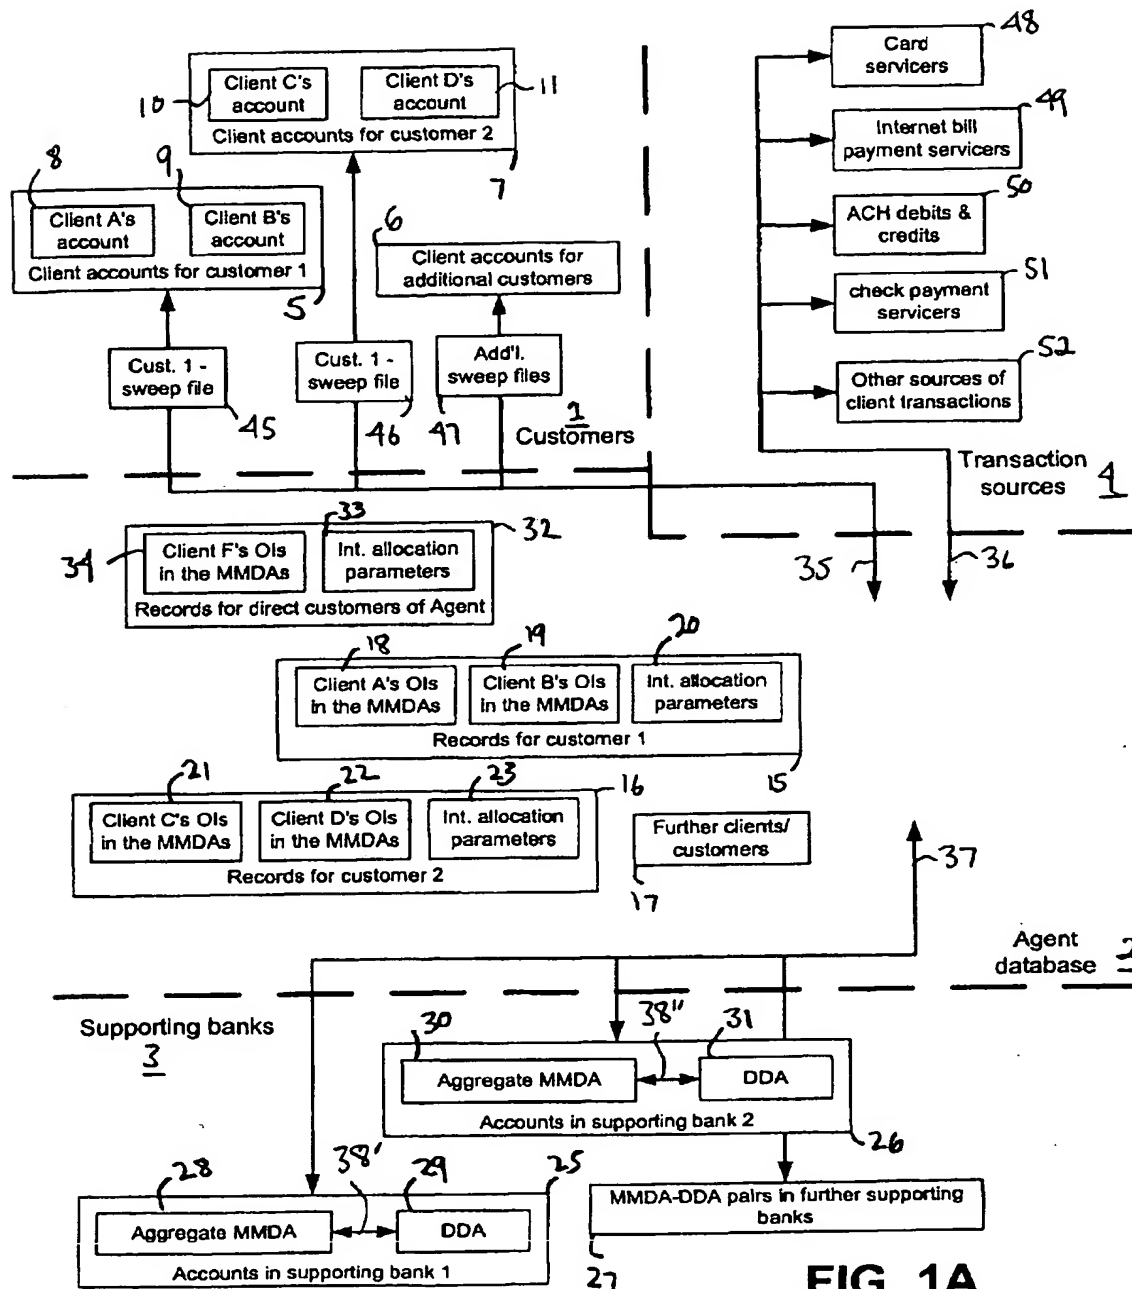 48
Card
servicers
49
Internet bill
payment servicers
50
ACH debits &
credits
51
check payment
servicers
52
Other sources of
client transactions
Transaction
sources 4
10
Client C's
account
Client D's
account
11
Client accounts for customer 2
7
8
9
Client A's
account
Client B's
account
Client accounts for customer 1
5
6
Client accounts for
additional customers
Cust. 1 -
sweep file
45
Cust. 1 -
sweep file
46
Add'l.
sweep files
47
1
Customers
35
36
33
32
34
Client F's OIs
in the MMDAs
Int. allocation
parameters
Records for direct customers of Agent
18
19
20
Client A's OIs
in the MMDAs
Client B's OIs
in the MMDAs
Int. allocation
parameters
Records for customer 1
15
21
22
23
16
Client C's OIs
in the MMDAs
Client D's OIs
in the MMDAs
Int. allocation
parameters
Records for customer 2
Further clients/
customers
17
37
Agent
database 2
Supporting banks
3
30
38"
31
Aggregate MMDA
DDA
Accounts in supporting bank 2
26
28
38'
29
25
Aggregate MMDA
DDA
Accounts in supporting bank 1
MMDA-DDA pairs in further supporting
banks
27
FIG. 1A